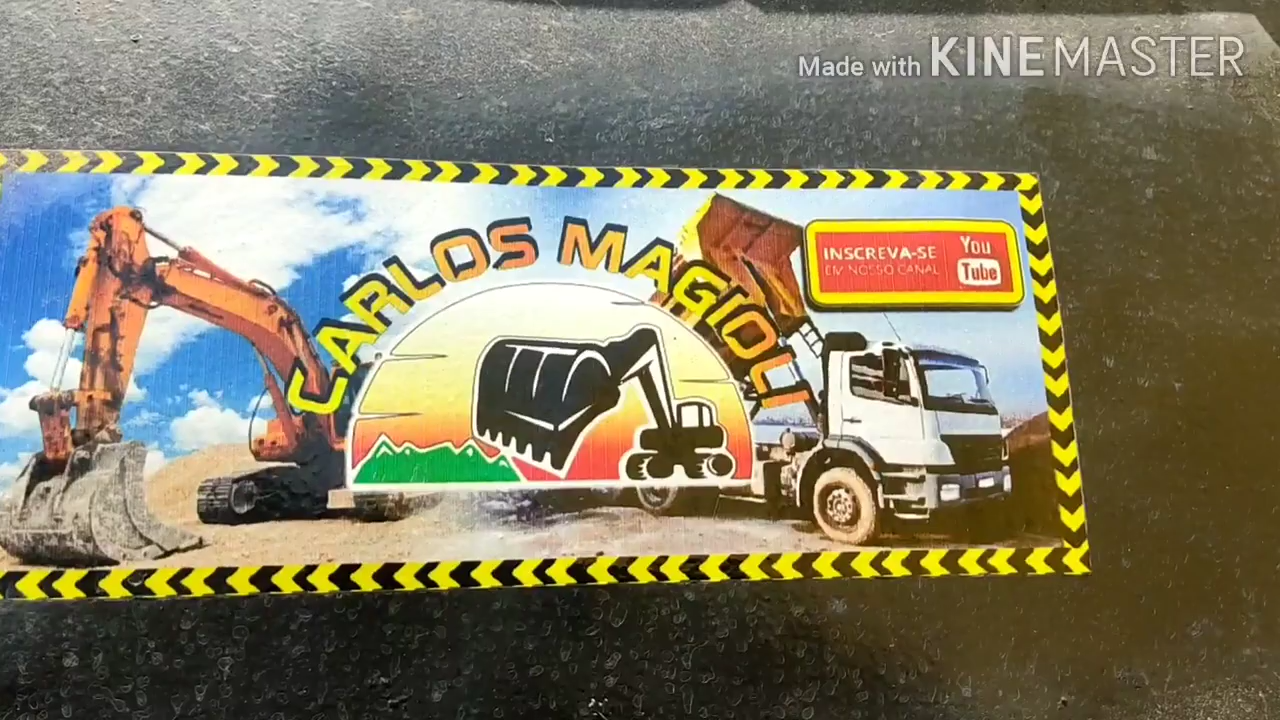 Made with KINEMASTER
CARLOS MAGIOLI
INSCREVA-SE
EM NOSSO CANAL
You
Tube